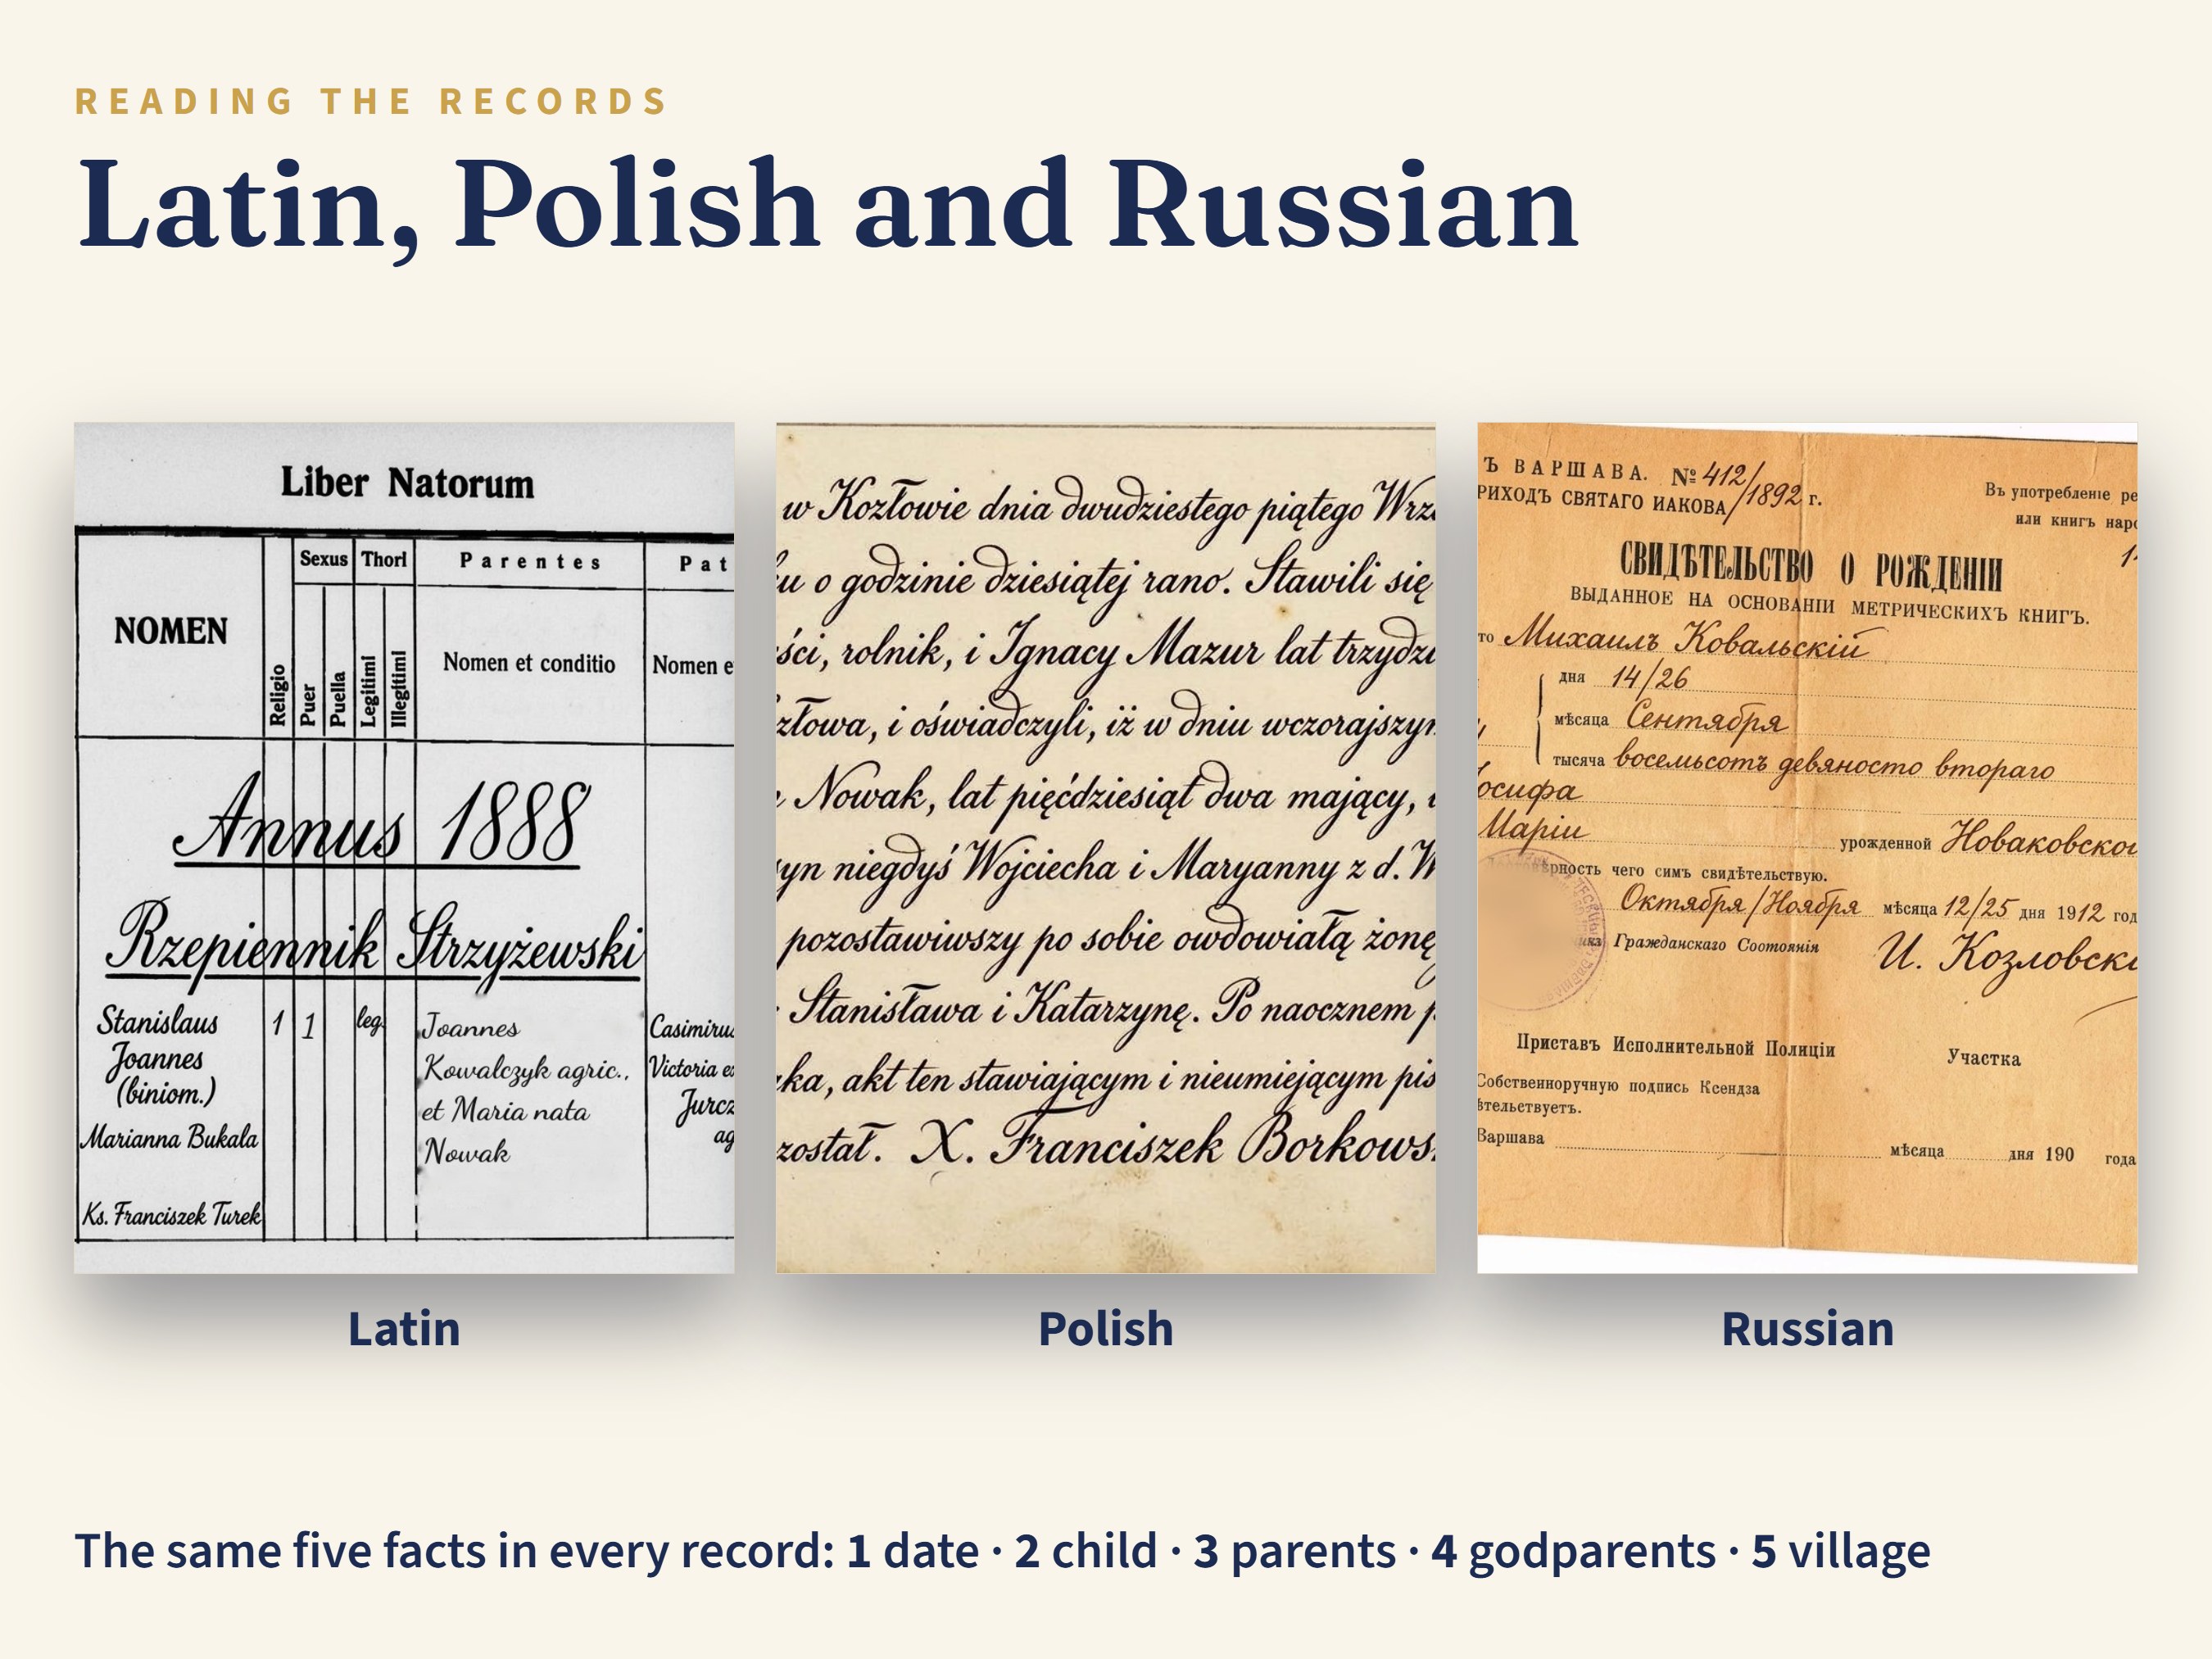 READING THE RECORDS
Latin, Polish and Russian
Liber Natorum
NOMEN
Religio
Sexus
Puer
Puella
Thorl
Legitimi
Illegitimi
Parentes
Nomen et conditio
Pat
Nomen e
Annus 1888
Rzepiennik Strzyżewski
Stanislaus
Joannes
(biniom.)
Marianna Bukala
Ks. Franciszek Turek
1 1 leg.
Joannes
Kowalczyk agric.,
et Maria nata
Nowak
Casimirus
Victoria e
Jurcz
ag
Latin
w Kozłowie dnia dwudziestego piątego Wrz
u o godzinie dziesiątej rano. Stawili się
ści, rolnik, i Ignacy Mazur lat trzydzi
złowa, i oświadczyli, iż w dniu wczorajszym
Nowak, lat pięćdziesiąt dwa mający,
yn niegdyś Wojciecha i Maryanny z d. W
pozostawiwszy po sobie owdowiałą żonę
Stanisława i Katarzynę. Po naocznem p
ka, akt ten stawiającym i nieumiejącym pis
został. X. Franciszek Borkows
Polish
Ъ ВАРШАВА. № 412/1892 г.
РИХОДЪ СВЯТАГО ИАКОВА
Въ употребленіе ре
или книгъ наро
СВИДѢТЕЛЬСТВО О РОЖДЕНІИ
ВЫДАННОЕ НА ОСНОВАНІИ МЕТРИЧЕСКИХЪ КНИГЪ.
то Михаилъ Ковальскій
дня 14/26
мѣсяца Сентября
тысяча восемьсотъ девяносто втораго
осифа
Маріи урожденной Новаковской
ѣрность чего симъ свидѣтельствую.
Октября/Ноября мѣсяца 12/25 дня 1912 год
Гражданскаго Состоянія И. Козловск
Приставъ Исполнительной Полиціи Участка
Собственноручную подпись Ксендза
ѣтельствуетъ.
Варшава мѣсяца дня 190 года
Russian
The same five facts in every record: 1 date · 2 child · 3 parents · 4 godparents · 5 village